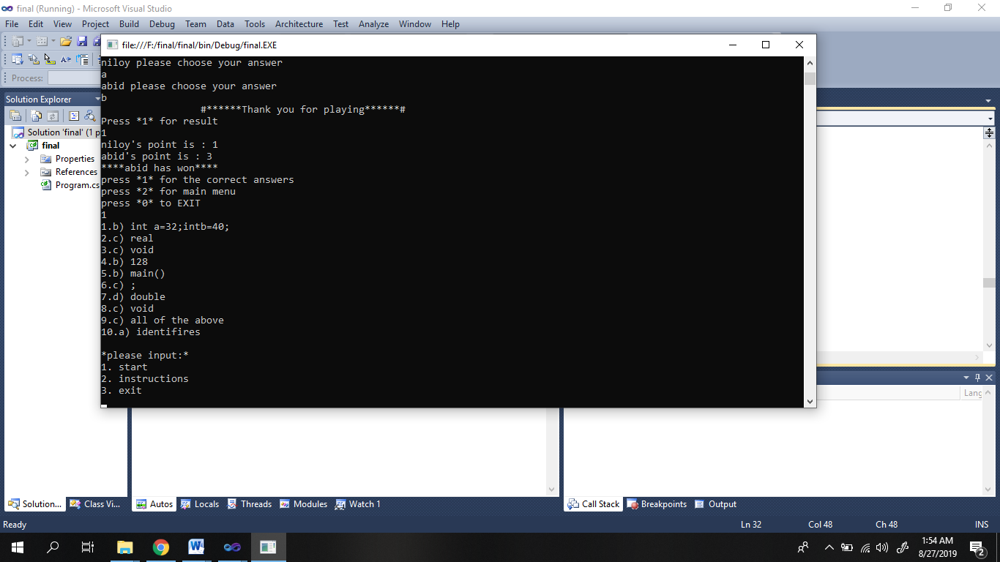 final (Running) - Microsoft Visual Studio
File Edit View Project Build Debug Team Data Tools Architecture Test Analyze Window Help
file:///F:/final/final/bin/Debug/final.EXE
Process:
Solution Explorer
Solution 'final' (1 p
final
Properties
References
Program.cs
niloy please choose your answer
a
abid please choose your answer
b
#******Thank you for playing******#
Press *1* for result
1
niloy's point is : 1
abid's point is : 3
****abid has won****
press *1* for the correct answers
press *2* for main menu
press *0* to EXIT
1
1.b) int a=32;intb=40;
2.c) real
3.c) void
4.b) 128
5.b) main()
6.c) ;
7.d) double
8.c) void
9.c) all of the above
10.a) identifires
*please input:*
1. start
2. instructions
3. exit
Lang
Solution... Class Vi... Autos Locals Threads Modules Watch 1 Call Stack Breakpoints Output
Ready Ln 32 Col 48 Ch 48 INS
1:54 AM
8/27/2019
2